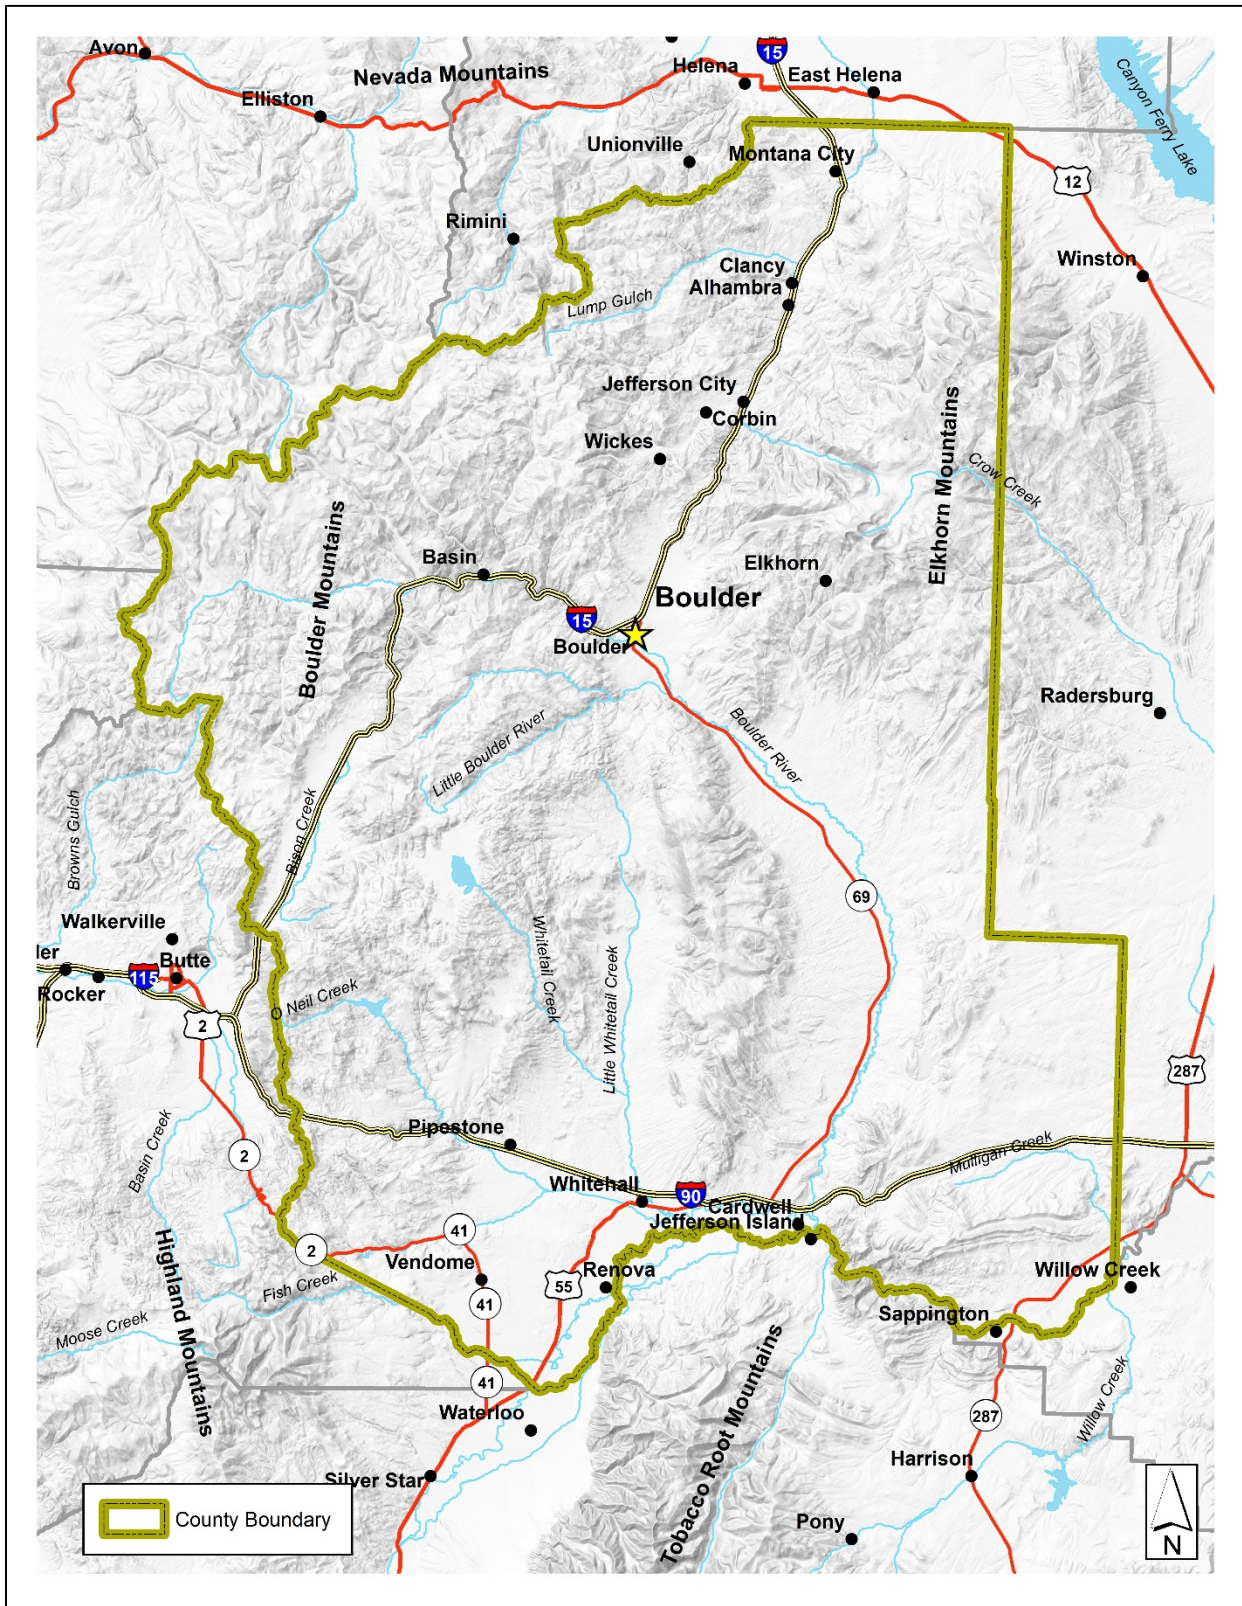 Avon
Nevada Mountains
Helena
15
East Helena
Elliston
Canyon Ferry Lake
Unionville
Montana City
12
Rimini
Clancy
Alhambra
Winston
Lump Gulch
Jefferson City
Corbin
Wickes
Elkhorn Mountains
Crow Creek
Boulder Mountains
Basin
Elkhorn
Boulder
15
Boulder
Radersburg
Little Boulder River
Boulder River
Browns Gulch
Bison Creek
69
Walkerville
Whitetail Creek
Little Whitetail Creek
ler
Butte
115
Rocker
Neil Creek
2
287
Basin Creek
Pipestone
Mulligan Creek
2
Whitehall
90
Cardwell
Jefferson Island
41
2
Vendome
Renova
Willow Creek
Highland Mountains
Fish Creek
55
41
Sappington
Moose Creek
Tobacco Root Mountains
41
Waterloo
287
Willow Creek
Harrison
Silver Star
Pony
County Boundary
N